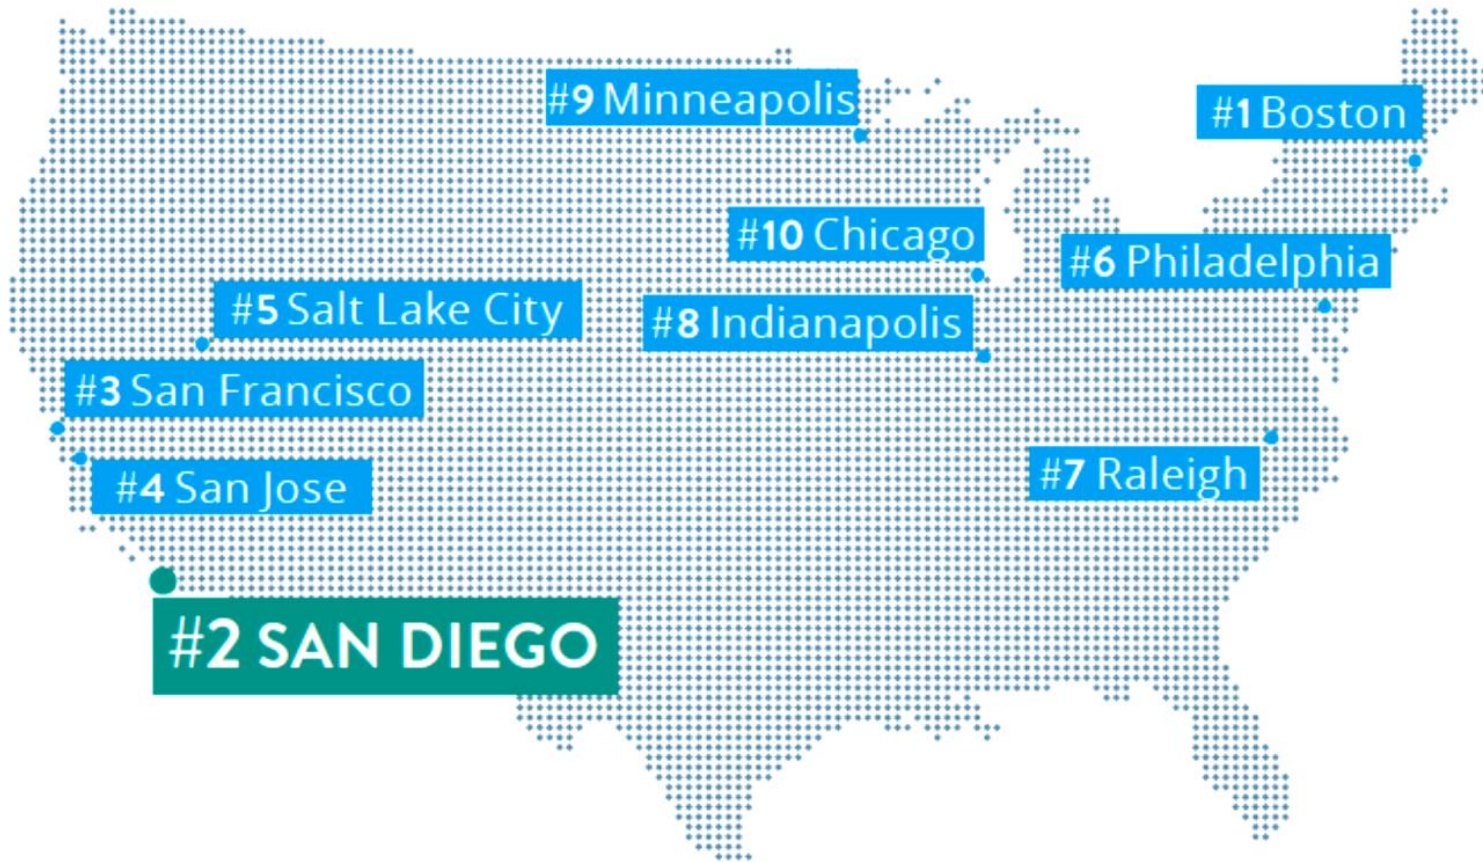 #9 Minneapolis
#1 Boston
#10 Chicago
#6 Philadelphia
#5 Salt Lake City
#8 Indianapolis
#3 San Francisco
#7 Raleigh
#4 San Jose
#2 SAN DIEGO